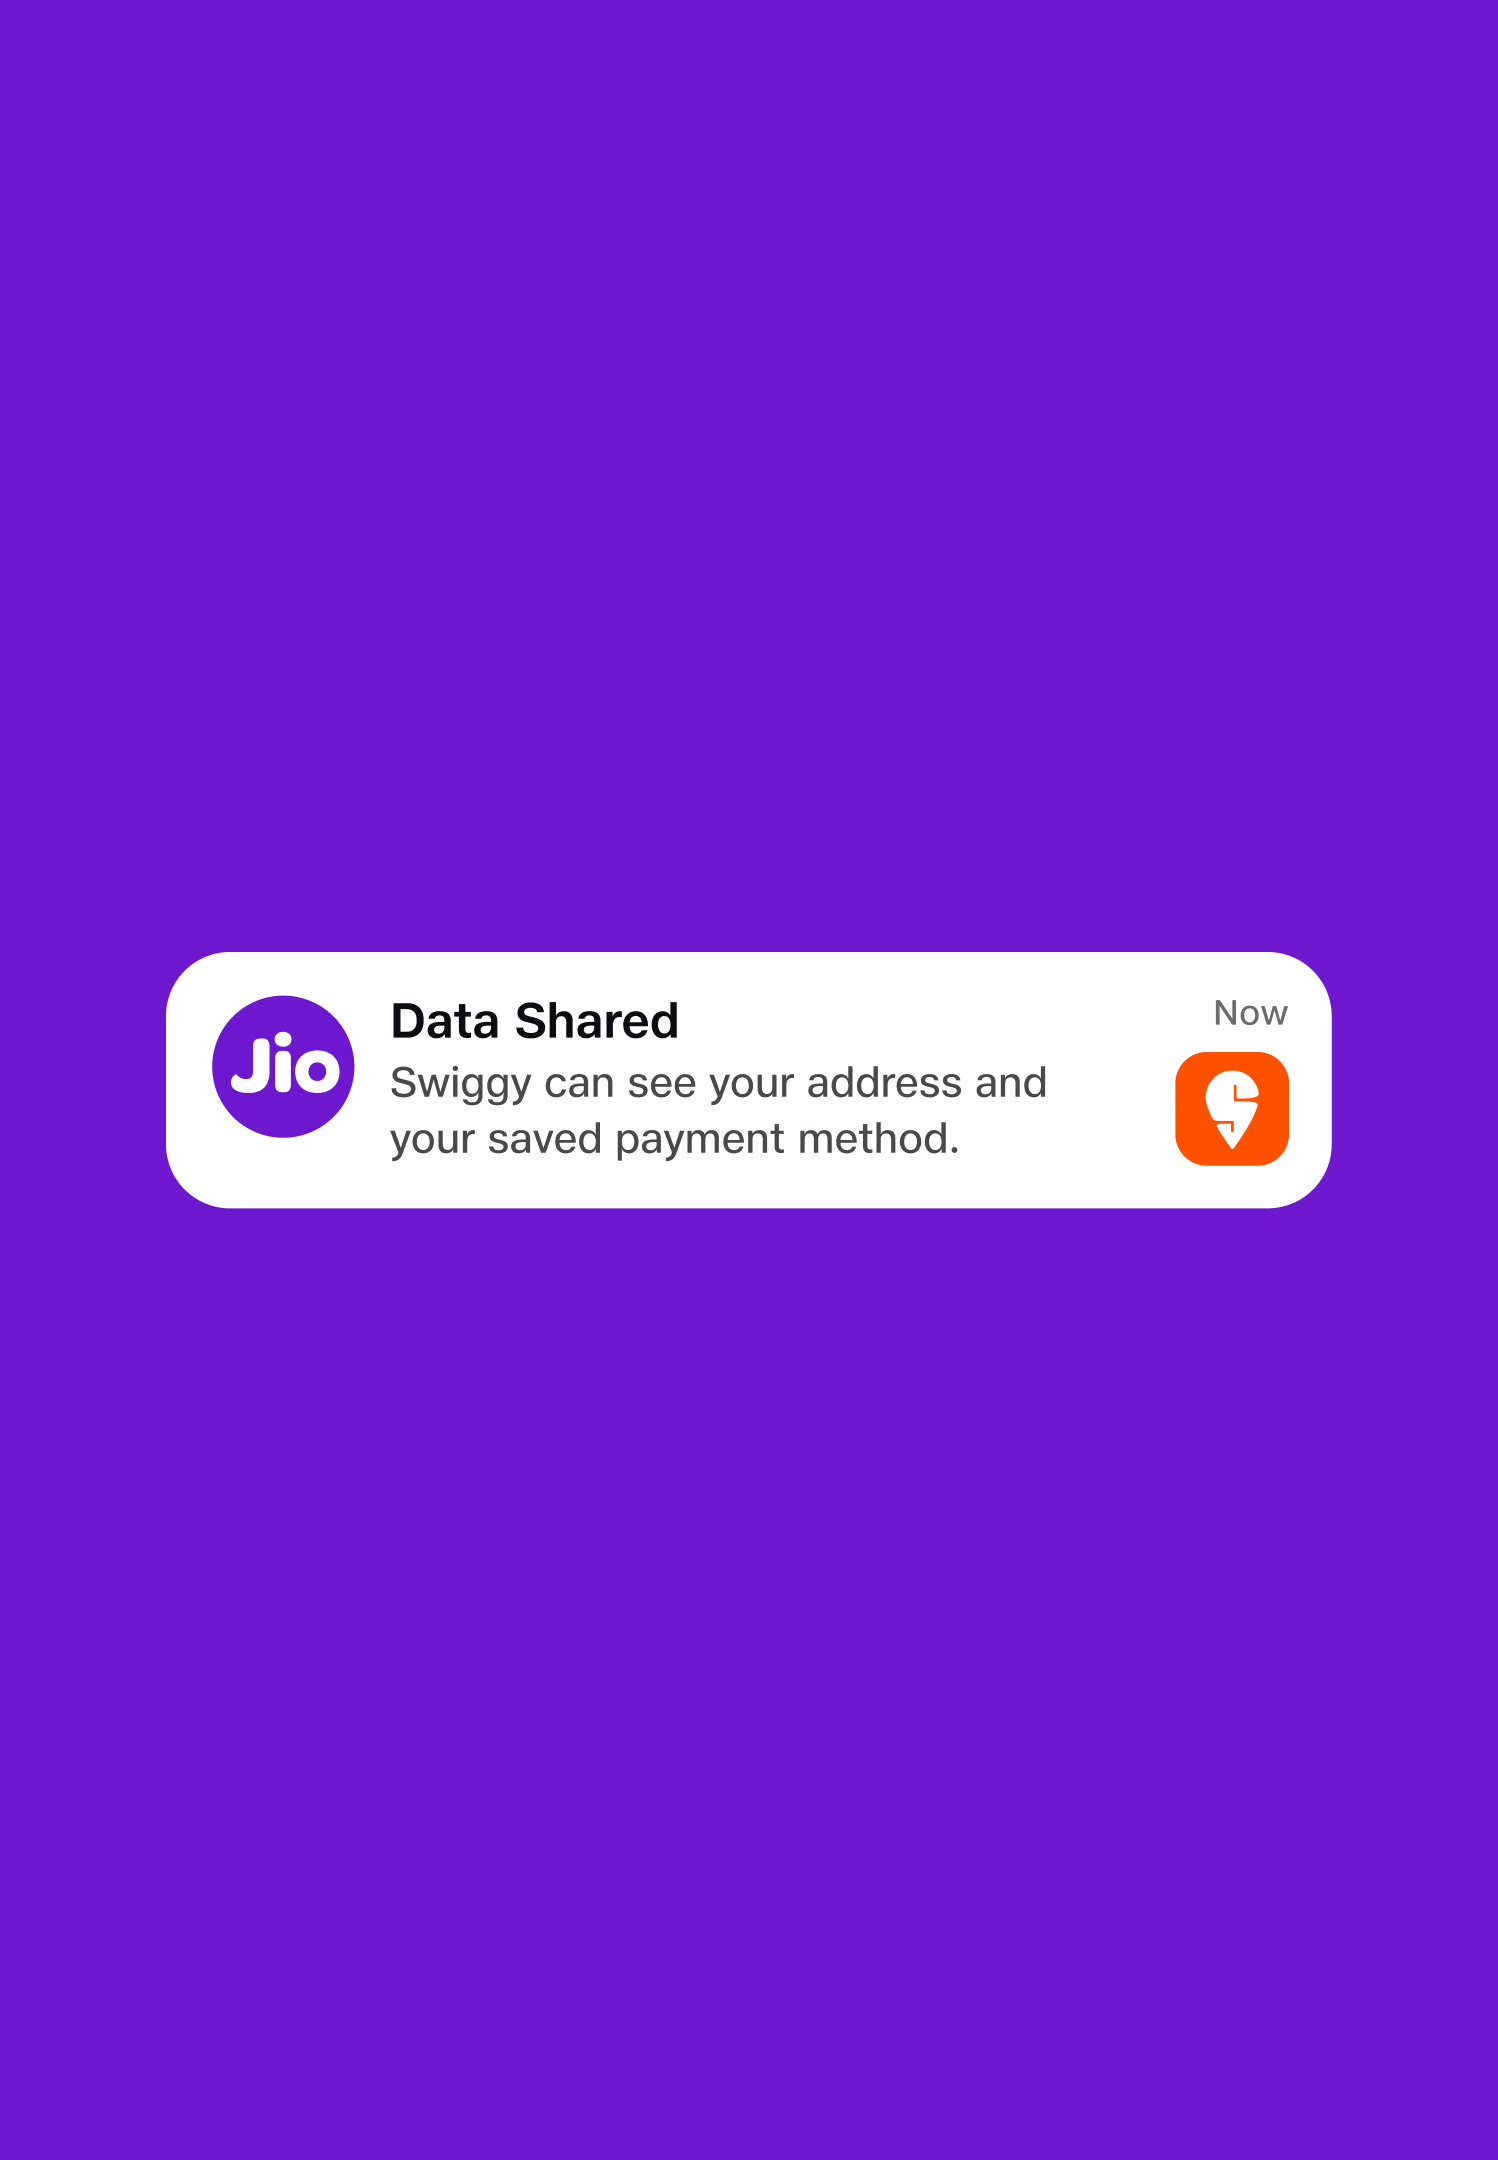 Jio
Data Shared
Now
Swiggy can see your address and
your saved payment method.